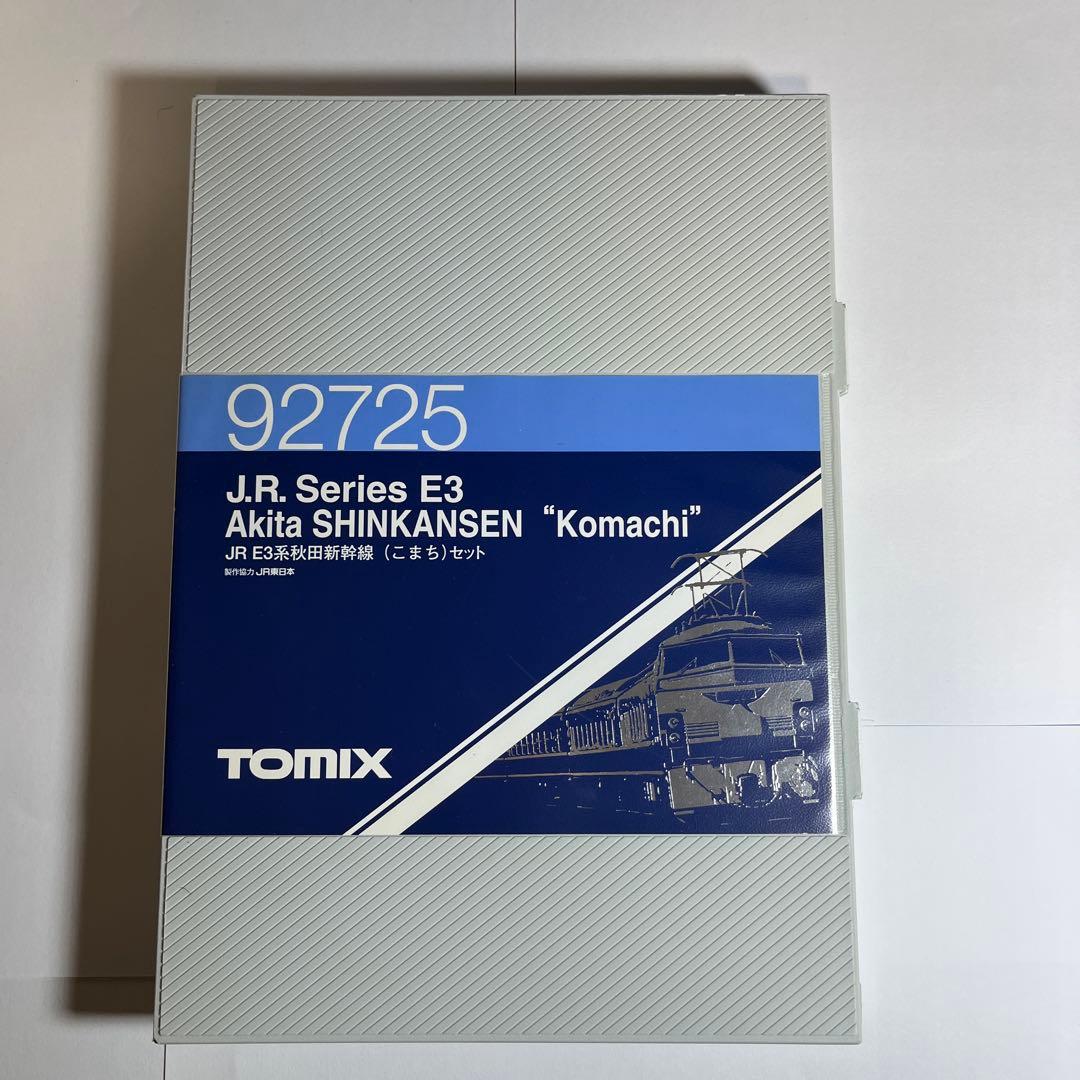 92725
J.R. Series E3
Akita SHINKANSEN “Komachi”
JR E3系秋田新幹線（こまち）セット
製作協力 JR東日本
TOMIX